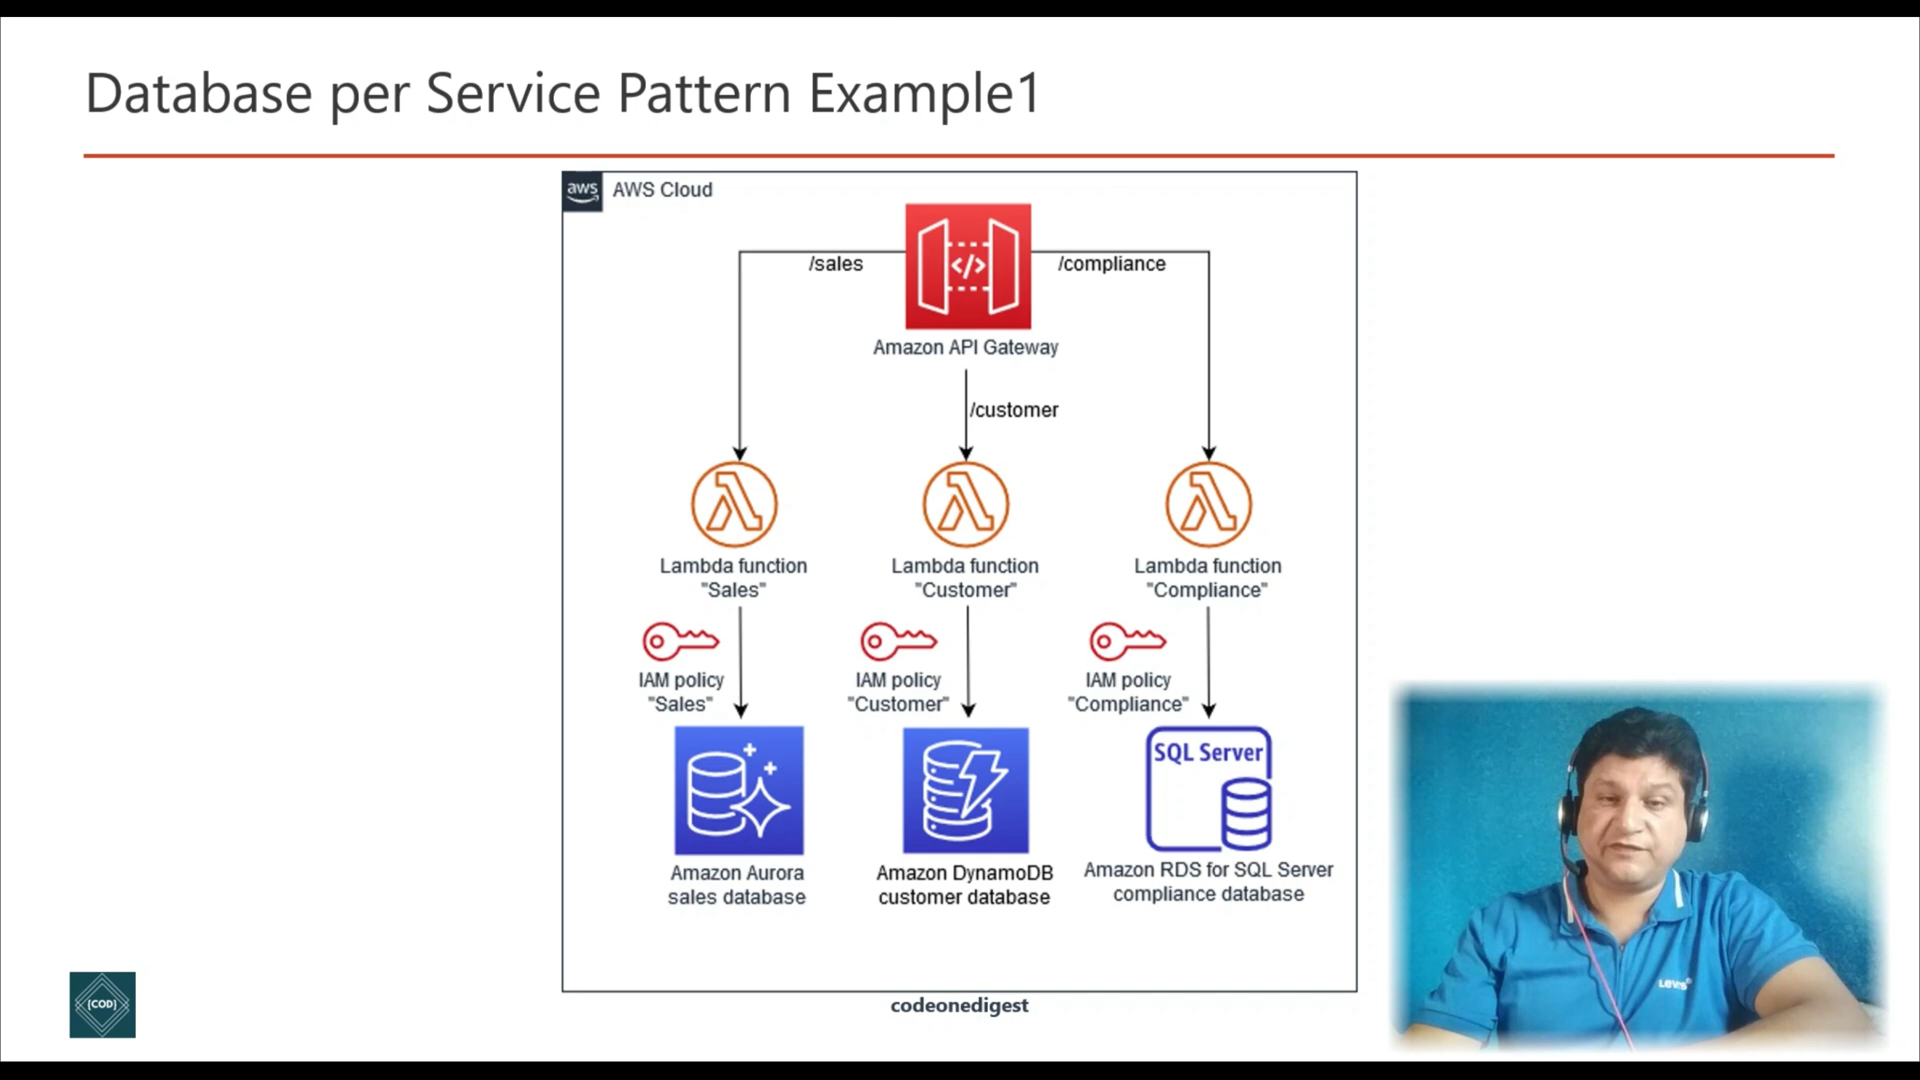 Database per Service Pattern Example1
aws
AWS Cloud
/sales
</>
/compliance
Amazon API Gateway
/customer
Lambda function
"Sales"
Lambda function
"Customer"
Lambda function
"Compliance"
IAM policy
"Sales"
IAM policy
"Customer"
IAM policy
"Compliance"
SQL Server
Amazon Aurora
sales database
Amazon DynamoDB
customer database
Amazon RDS for SQL Server
compliance database
[COD]
codeonedigest
Levi's